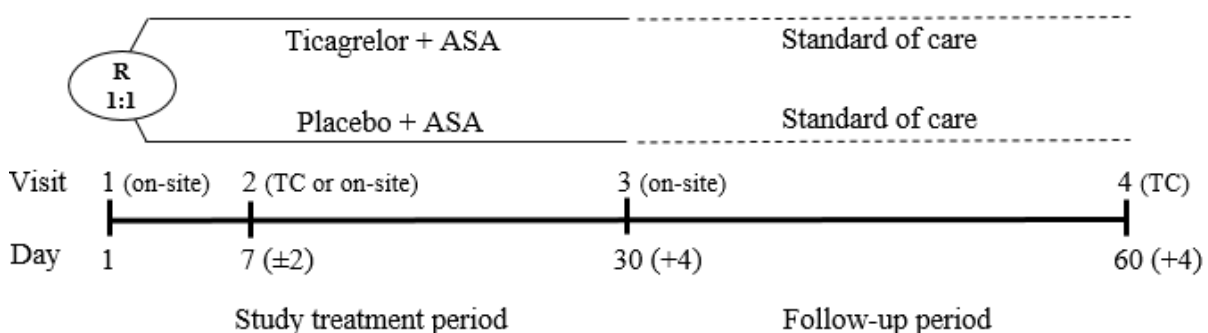 Ticagrelor + ASA Standard of care
R
1:1
Placebo + ASA Standard of care
Visit 1 (on-site) 2 (TC or on-site) 3 (on-site) 4 (TC)
Day 1 7 (±2) 30 (+4) 60 (+4)
Study treatment period Follow-up period